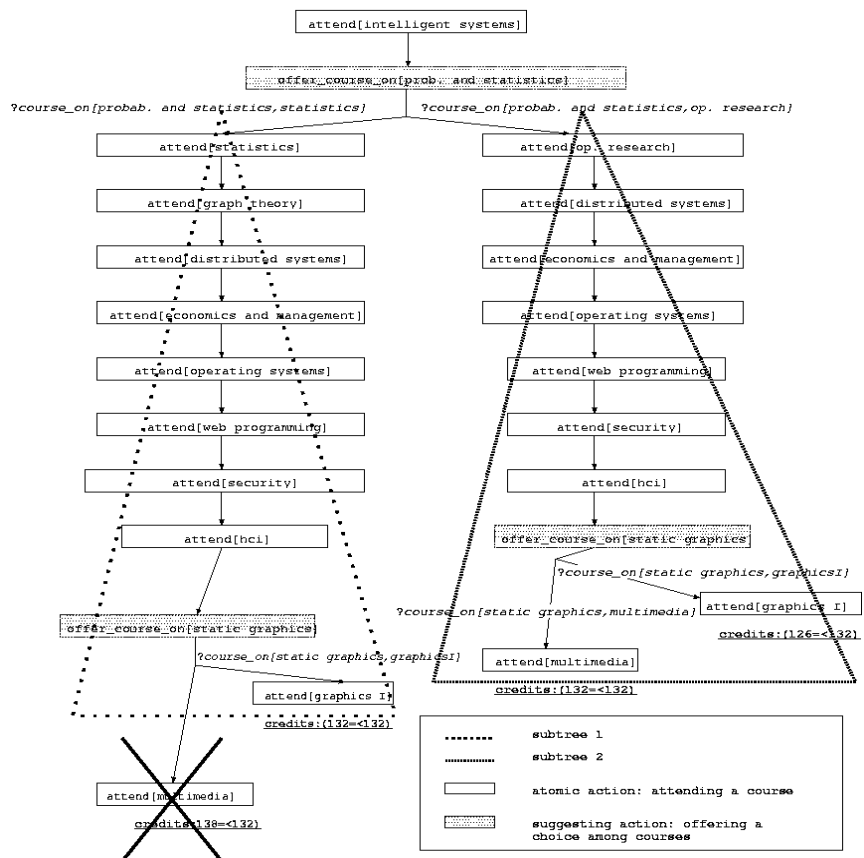 attend[intelligent systems]
offer_course_on[prob. and statistics]
?course_on[probab. and statistics,statistics]
?course_on[probab. and statistics,op. research]
attend[statistics]
attend[graph theory]
attend[distributed systems]
attend[economics and management]
attend[operating systems]
attend[web programming]
attend[security]
attend[hci]
offer_course_on[static graphics]
?course_on[static graphics,graphicsI]
attend[graphics I]
credits:(132=<132)
attend[multimedia]
credits:138=<132)
attend[op. research]
attend[distributed systems]
attend[economics and management]
attend[operating systems]
attend[web programming]
attend[security]
attend[hci]
offer_course_on[static graphics
?course_on[static graphics,graphicsI]
attend[graphics I]
?course_on[static graphics,multimedia]
credits:(126=<132)
attend[multimedia]
credits:(132=<132)
subtree 1
subtree 2
atomic action: attending a course
suggesting action: offering a
choice among courses